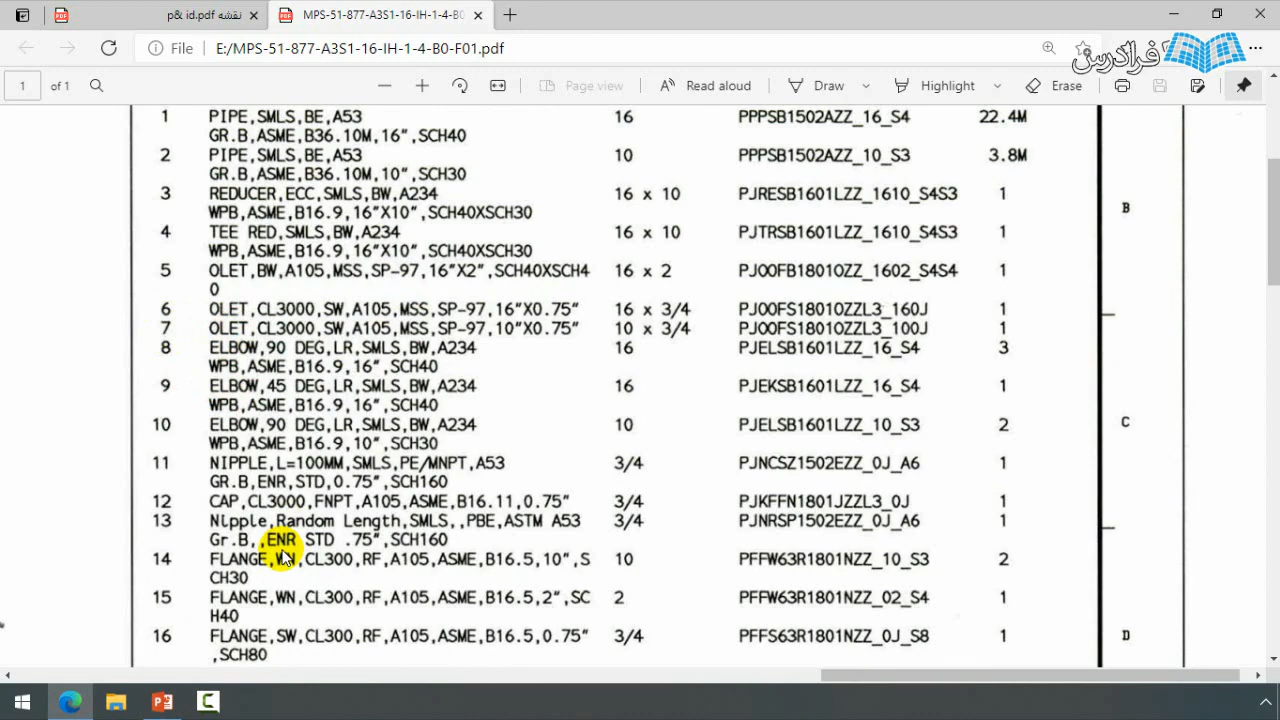 نقشه p& id.pdf
MPS-51-877-A3S1-16-IH-1-4-B0-F01
File E:/MPS-51-877-A3S1-16-IH-1-4-B0-F01.pdf
فرادرس
1 of 1 Page view Read aloud Draw Highlight Erase
1 PIPE,SMLS,BE,A53 16 PPPSB1502AZZ_16_S4 22.4M
GR.B,ASME,B36.10M,16",SCH40
2 PIPE,SMLS,BE,A53 10 PPPSB1502AZZ_10_S3 3.8M
GR.B,ASME,B36.10M,10",SCH30
3 REDUCER,ECC,SMLS,BW,A234 16 x 10 PJRESB1601LZZ_1610_S4S3 1
WPB,ASME,B16.9,16"X10",SCH40XSCH30
B
4 TEE RED,SMLS,BW,A234 16 x 10 PJTRSB1601LZZ_1610_S4S3 1
WPB,ASME,B16.9,16"X10",SCH40XSCH30
5 OLET,BW,A105,MSS,SP-97,16"X2",SCH40XSCH4 16 x 2 PJOOFB1801OZZ_1602_S4S4 1
0
6 OLET,CL3000,SW,A105,MSS,SP-97,16"X0.75" 16 x 3/4 PJOOFS1801OZZL3_160J 1
7 OLET,CL3000,SW,A105,MSS,SP-97,10"X0.75" 10 x 3/4 PJOOFS1801OZZL3_100J 1
8 ELBOW,90 DEG,LR,SMLS,BW,A234 16 PJELSB1601LZZ_16_S4 3
WPB,ASME,B16.9,16",SCH40
9 ELBOW,45 DEG,LR,SMLS,BW,A234 16 PJEKSB1601LZZ_16_S4 1
WPB,ASME,B16.9,16",SCH40
10 ELBOW,90 DEG,LR,SMLS,BW,A234 10 PJELSB1601LZZ_10_S3 2 C
WPB,ASME,B16.9,10",SCH30
11 NIPPLE,L=100MM,SMLS,PE/MNPT,A53 3/4 PJNCSZ1502EZZ_0J_A6 1
GR.B,ENR,STD,0.75",SCH160
12 CAP,CL3000,FNPT,A105,ASME,B16.11,0.75" 3/4 PJKFFN1801JZZL3_0J 1
13 Nipple,Random Length,SMLS,,PBE,ASTM A53 3/4 PJNRSP1502EZZ_0J_A6 1
Gr.B,,ENR STD .75",SCH160
14 FLANGE,WN,CL300,RF,A105,ASME,B16.5,10",S 10 PFFW63R1801NZZ_10_S3 2
CH30
15 FLANGE,WN,CL300,RF,A105,ASME,B16.5,2",SC 2 PFFW63R1801NZZ_02_S4 1
H40
16 FLANGE,SW,CL300,RF,A105,ASME,B16.5,0.75" 3/4 PFFS63R1801NZZ_0J_S8 1 D
,SCH80